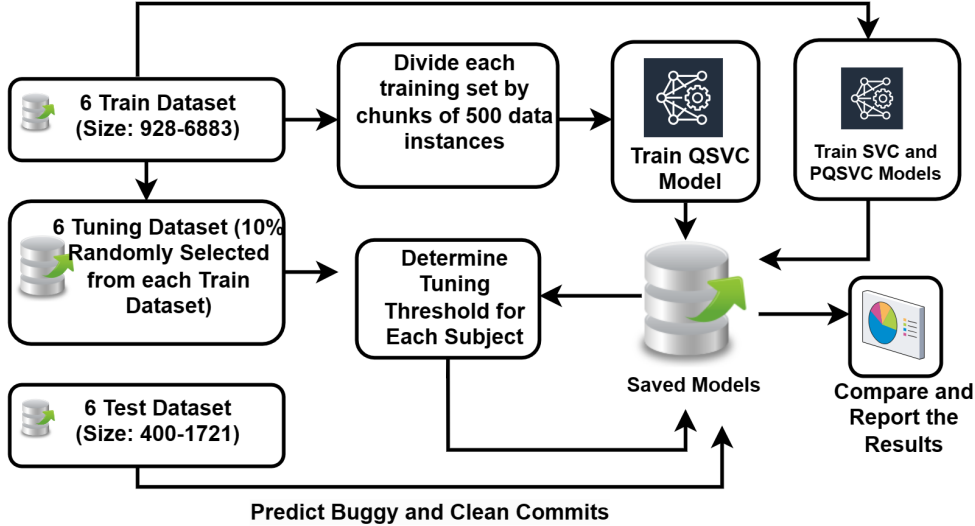 6 Train Dataset
(Size: 928-6883)
Divide each
training set by
chunks of 500 data
instances
Train QSVC
Model
Train SVC and
PQSVC Models
6 Tuning Dataset (10%
Randomly Selected
from each Train
Dataset)
Determine
Tuning
Threshold for
Each Subject
Saved Models
Compare and
Report the
Results
6 Test Dataset
(Size: 400-1721)
Predict Buggy and Clean Commits